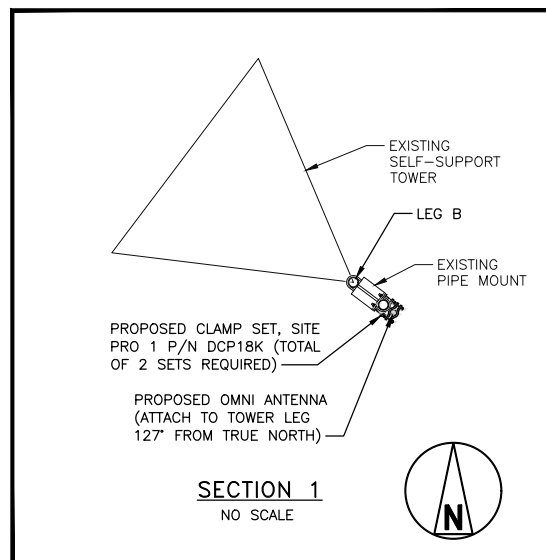 EXISTING
SELF-SUPPORT
TOWER
LEG B
EXISTING
PIPE MOUNT
PROPOSED CLAMP SET, SITE
PRO 1 P/N DCP18K (TOTAL
OF 2 SETS REQUIRED)
PROPOSED OMNI ANTENNA
(ATTACH TO TOWER LEG
127° FROM TRUE NORTH)
SECTION 1
NO SCALE
N